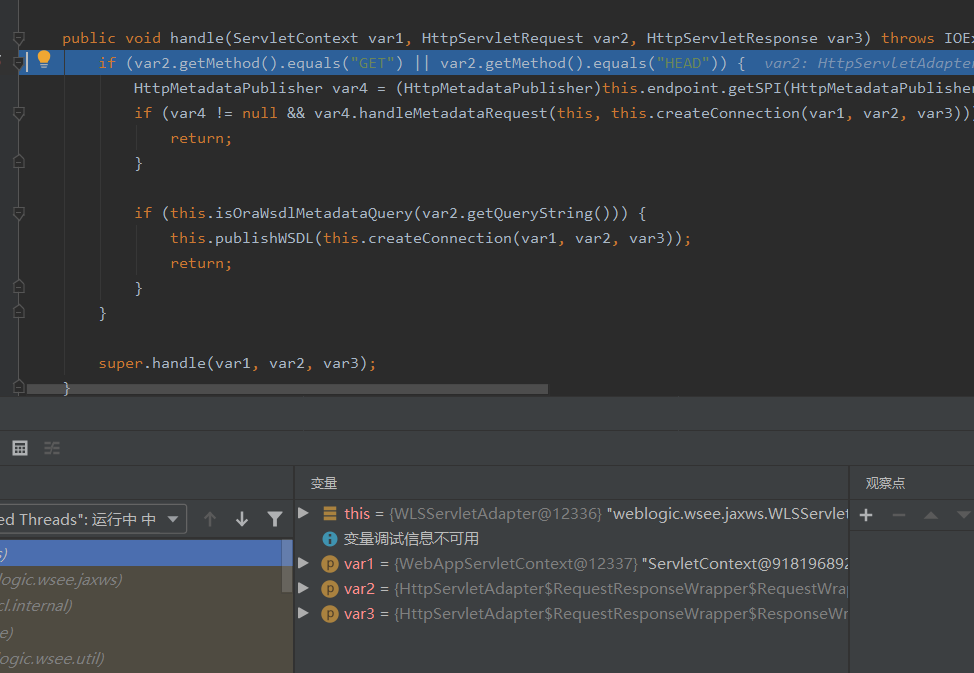 public void handle(ServletContext var1, HttpServletRequest var2, HttpServletResponse var3) throws IOEx
if (var2.getMethod().equals("GET") || var2.getMethod().equals("HEAD")) { var2: HttpServletAdapter
HttpMetadataPublisher var4 = (HttpMetadataPublisher)this.endpoint.getSPI(HttpMetadataPublisher
if (var4 != null && var4.handleMetadataRequest(this, this.createConnection(var1, var2, var3)))
return;
}
if (this.isOraWsdlMetadataQuery(var2.getQueryString())) {
this.publishWSDL(this.createConnection(var1, var2, var3));
return;
}
}
super.handle(var1, var2, var3);
}
变量
观察点
ed Threads": 运行中 中
s)
logic.wsee.jaxws)
cl.internal)
e)
logic.wsee.util)
this = {WLSServletAdapter@12336} "weblogic.wsee.jaxws.WLSServlet
变量调试信息不可用
p var1 = {WebAppServletContext@12337} "ServletContext@918196892
p var2 = {HttpServletAdapter$RequestResponseWrapper$RequestWrap
p var3 = {HttpServletAdapter$RequestResponseWrapper$ResponseWr